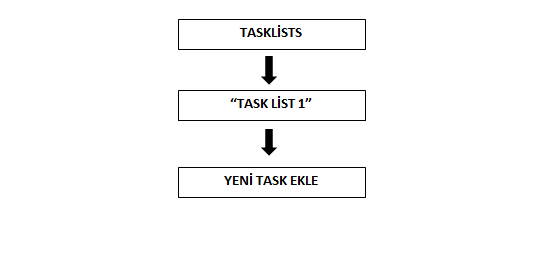 TASKLİSTS
“TASK LİST 1”
YENİ TASK EKLE